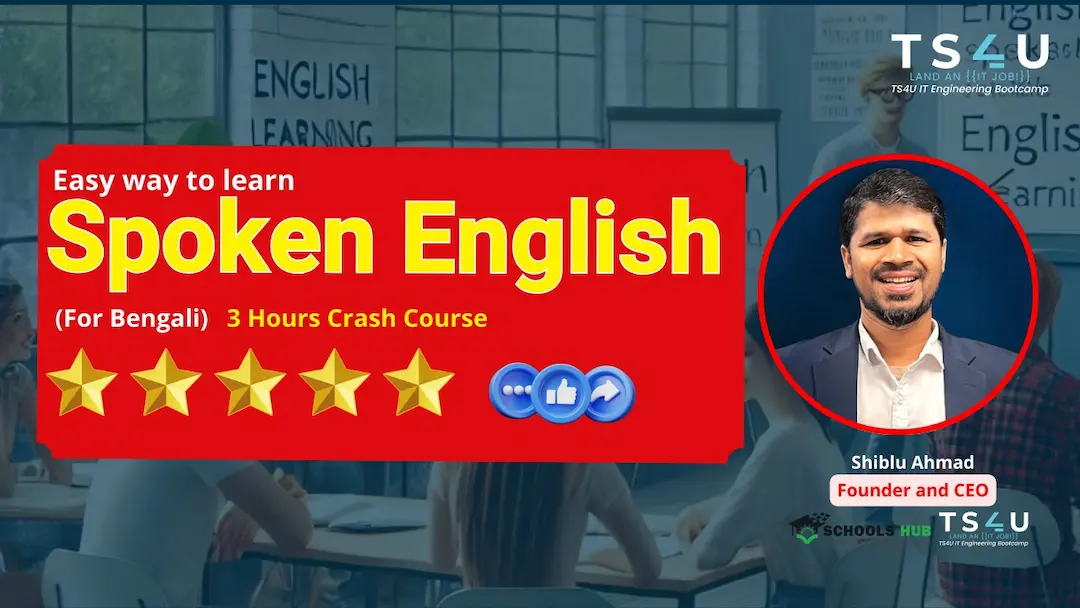 ENGLISH
LEARNING
English
TS4U
LAND AN {{IT JOB!}}
TS4U IT Engineering Bootcamp
English
Easy way to learn
Spoken English
(For Bengali) 3 Hours Crash Course
Shiblu Ahmad
Founder and CEO
SCHOOLS HUB
TS4U
LAND AN {{IT JOB!}}
TS4U IT Engineering Bootcamp